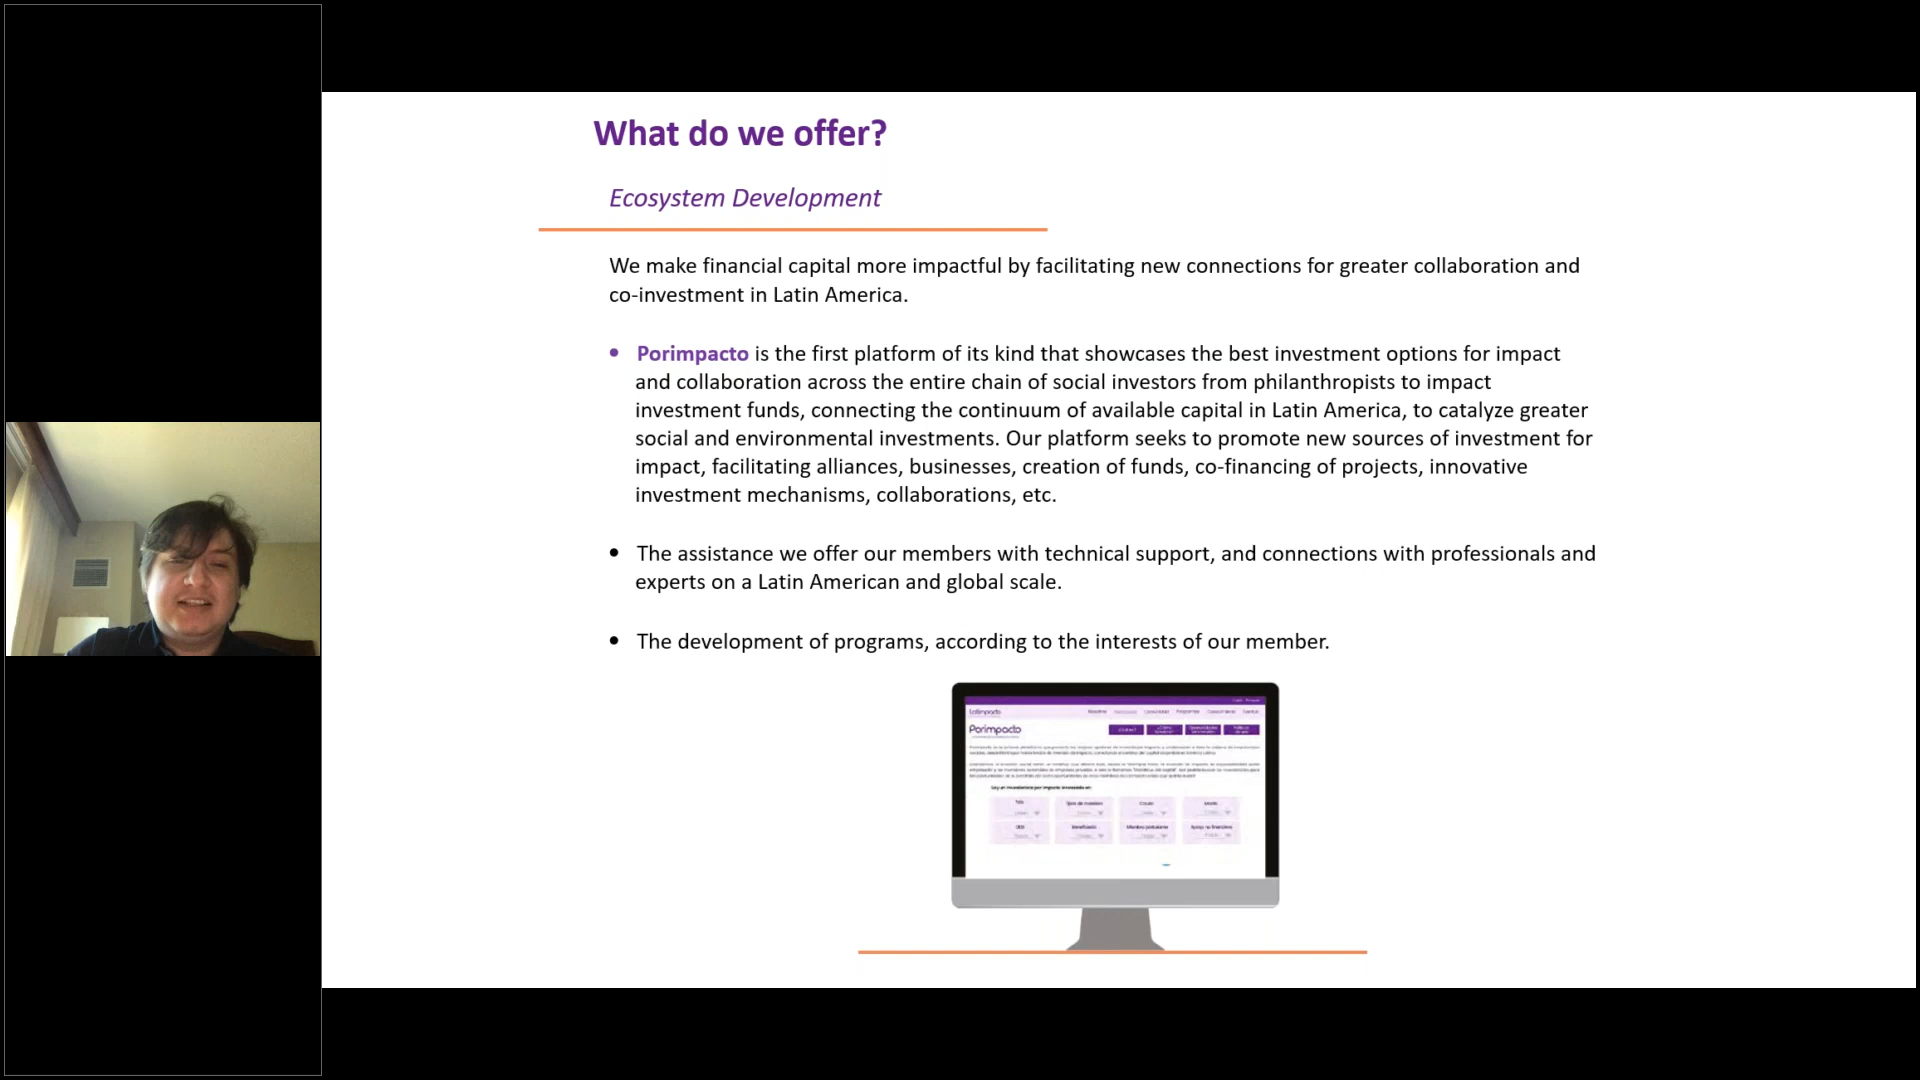 What do we offer?
Ecosystem Development
We make financial capital more impactful by facilitating new connections for greater collaboration and
co-investment in Latin America.
• Porimpacto is the first platform of its kind that showcases the best investment options for impact
and collaboration across the entire chain of social investors from philanthropists to impact
investment funds, connecting the continuum of available capital in Latin America, to catalyze greater
social and environmental investments. Our platform seeks to promote new sources of investment for
impact, facilitating alliances, businesses, creation of funds, co-financing of projects, innovative
investment mechanisms, collaborations, etc.
• The assistance we offer our members with technical support, and connections with professionals and
experts on a Latin American and global scale.
• The development of programs, according to the interests of our member.
Latimpacto
Porimpacto